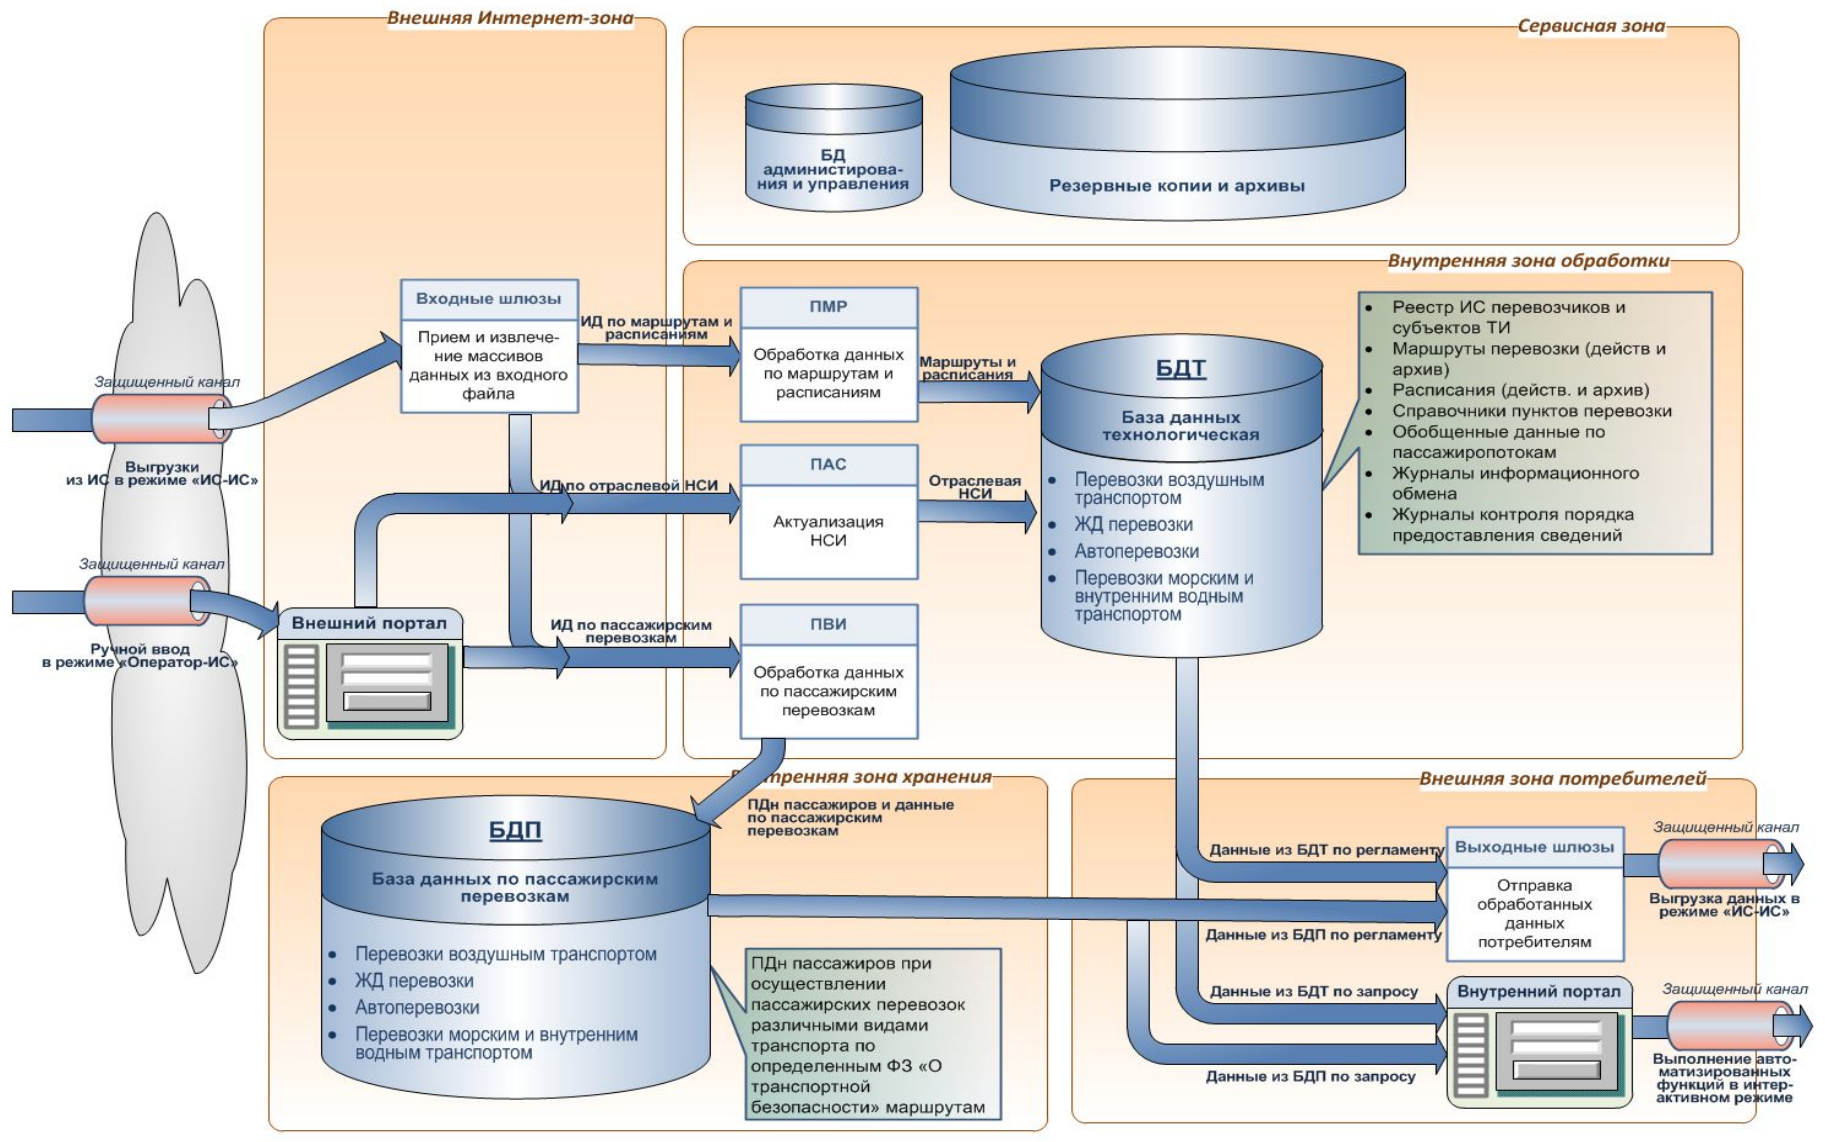 Внешняя Интернет-зона
Сервисная зона
БД
администрирова-
ния и управления
Резервные копии и архивы
Внутренняя зона обработки
Входные шлюзы
Прием и извлече-
ние массивов
данных из входного
файла
ИД по маршрутам и
расписаниям
ПМР
Обработка данных
по маршрутам и
расписаниям
Маршруты и
расписания
БДТ
База данных
технологическая
• Перевозки воздушным
транспортом
• ЖД перевозки
• Автоперевозки
• Перевозки морским и
внутренним водным
транспортом
• Реестр ИС перевозчиков и
субъектов ТИ
• Маршруты перевозки (действ и
архив)
• Расписания (действ. и архив)
• Справочники пунктов перевозки
• Обобщенные данные по
пассажиропотокам
• Журналы информационного
обмена
• Журналы контроля порядка
предоставления сведений
Защищенный канал
Выгрузки
из ИС в режиме «ИС-ИС»
ИД по отраслевой НСИ
ПАС
Актуализация
НСИ
Отраслевая
НСИ
Защищенный канал
Ручной ввод
в режиме «Оператор-ИС»
Внешний портал
ИД по пассажирским
перевозкам
ПВИ
Обработка данных
по пассажирским
перевозкам
зона хранения
ПДн пассажиров и данные
по пассажирским
перевозкам
БДП
База данных по пассажирским
перевозкам
• Перевозки воздушным транспортом
• ЖД перевозки
• Автоперевозки
• Перевозки морским и внутренним
водным транспортом
ПДн пассажиров при
осуществлении
пассажирских перевозок
различными видами
транспорта по
определенным ФЗ «О
транспортной
безопасности» маршрутам
Внешняя зона потребителей
Данные из БДТ по регламенту
Данные из БДП по регламенту
Выходные шлюзы
Отправка
обработанных
данных
потребителям
Защищенный канал
Выгрузка данных в
режиме «ИС-ИС»
Данные из БДТ по запросу
Данные из БДП по запросу
Внутренний портал
Защищенный канал
Выполнение авто-
матизированных
функций в интер-
активном режиме